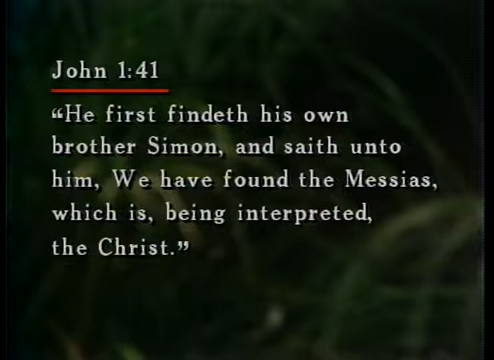 John 1:41
“He first findeth his own
brother Simon, and saith unto
him, We have found the Messias,
which is, being interpreted,
the Christ.”